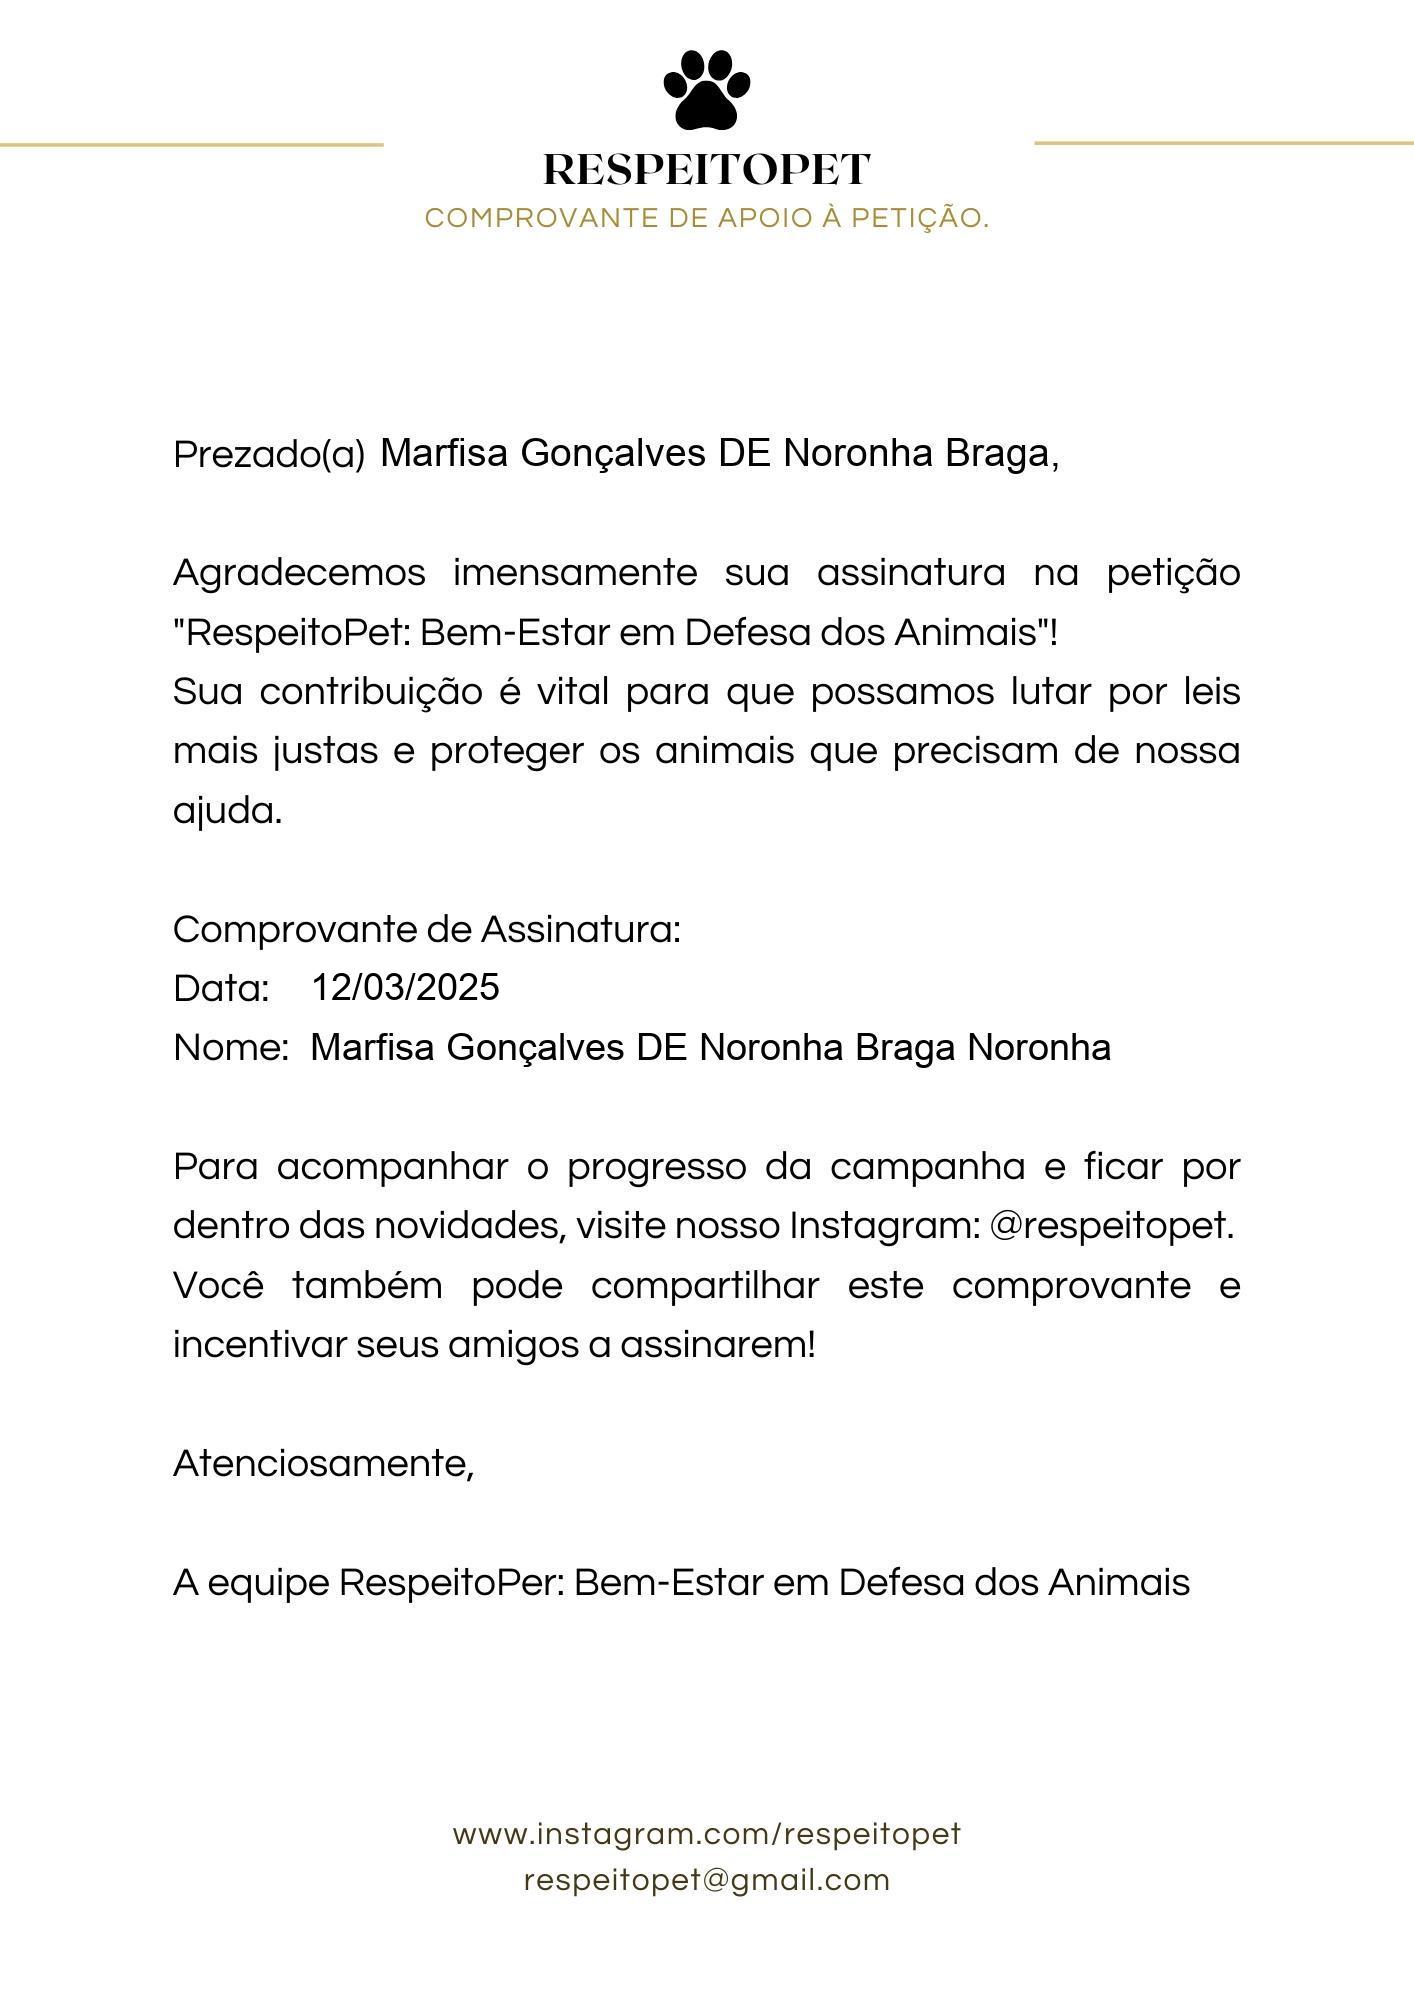 RESPEITOPET
COMPROVANTE DE APOIO À PETIÇÃO.
Prezado(a) Marfisa Gonçalves DE Noronha Braga,
Agradecemos imensamente sua assinatura na petição
"RespeitoPet: Bem-Estar em Defesa dos Animais"!
Sua contribuição é vital para que possamos lutar por leis
mais justas e proteger os animais que precisam de nossa
ajuda.
Comprovante de Assinatura:
Data: 12/03/2025
Nome: Marfisa Gonçalves DE Noronha Braga Noronha
Para acompanhar o progresso da campanha e ficar por
dentro das novidades, visite nosso Instagram: @respeitopet.
Você também pode compartilhar este comprovante e
incentivar seus amigos a assinarem!
Atenciosamente,
A equipe RespeitoPer: Bem-Estar em Defesa dos Animais
www.instagram.com/respeitopet
respeitopet@gmail.com